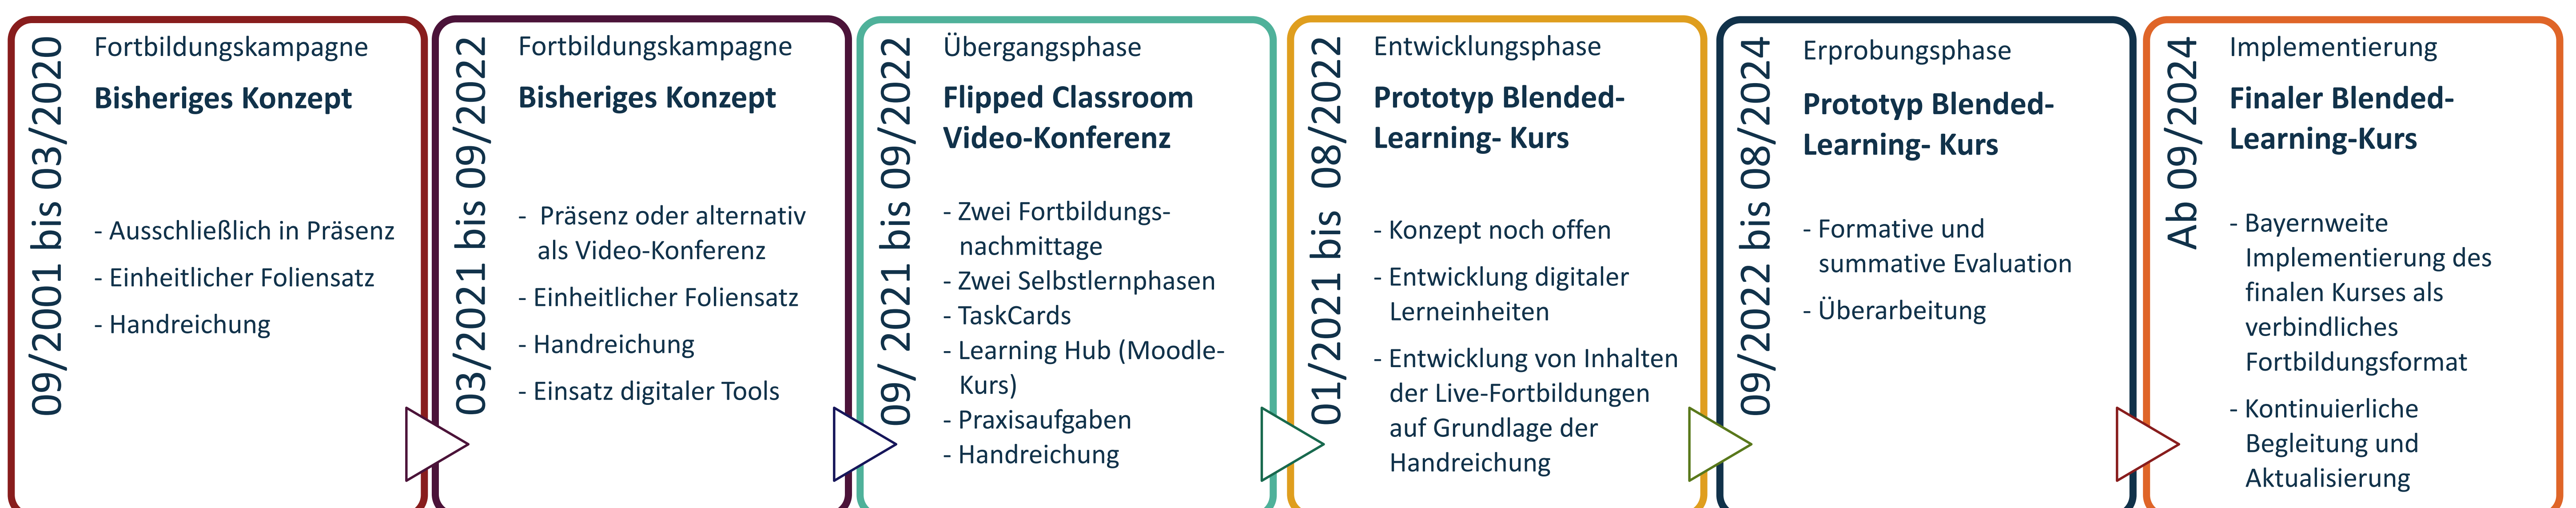 09/2001 bis 03/2020
Fortbildungskampagne
Bisheriges Konzept
- Ausschließlich in Präsenz
- Einheitlicher Foliensatz
- Handreichung
03/2021 bis 09/2022
Fortbildungskampagne
Bisheriges Konzept
- Präsenz oder alternativ
als Video-Konferenz
- Einheitlicher Foliensatz
- Handreichung
- Einsatz digitaler Tools
09/ 2021 bis 09/2022
Übergangsphase
Flipped Classroom
Video-Konferenz
- Zwei Fortbildungs-
nachmittage
- Zwei Selbstlernphasen
- TaskCards
- Learning Hub (Moodle-
Kurs)
- Praxisaufgaben
- Handreichung
01/2021 bis 08/2022
Entwicklungsphase
Prototyp Blended-
Learning- Kurs
- Konzept noch offen
- Entwicklung digitaler
Lerneinheiten
- Entwicklung von Inhalten
der Live-Fortbildungen
auf Grundlage der
Handreichung
09/2022 bis 08/2024
Erprobungsphase
Prototyp Blended-
Learning- Kurs
- Formative und
summative Evaluation
- Überarbeitung
Ab 09/2024
Implementierung
Finaler Blended-
Learning-Kurs
- Bayernweite
Implementierung des
finalen Kurses als
verbindliches
Fortbildungsformat
- Kontinuierliche
Begleitung und
Aktualisierung